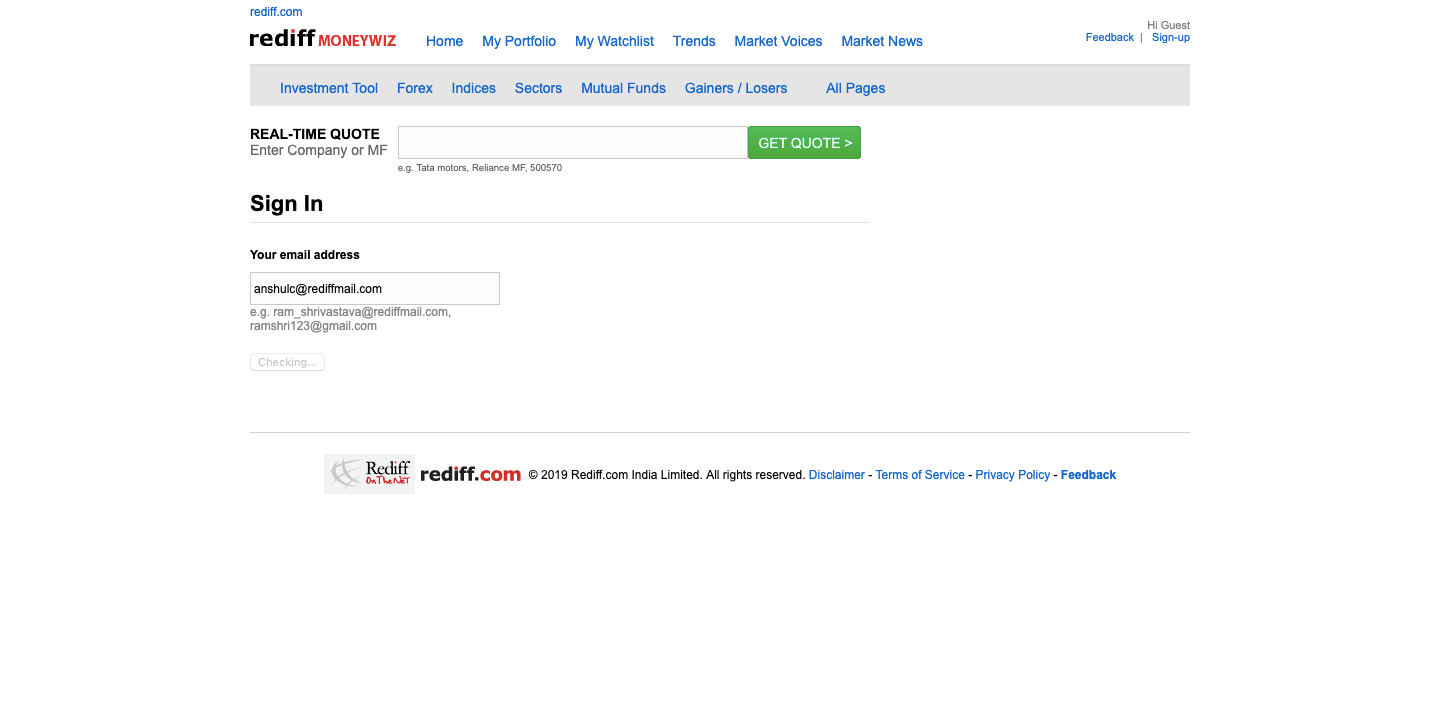 rediff.com
rediff MONEYWIZ Home My Portfolio My Watchlist Trends Market Voices Market News
Hi Guest
Feedback | Sign-up
Investment Tool Forex Indices Sectors Mutual Funds Gainers / Losers All Pages
REAL-TIME QUOTE
Enter Company or MF
GET QUOTE >
e.g. Tata motors, Reliance MF, 500570
Sign In
Your email address
anshulc@rediffmail.com
e.g. ram_shrivastava@rediffmail.com,
ramshri123@gmail.com
Checking...
Rediff
On The NeT
rediff.com © 2019 Rediff.com India Limited. All rights reserved. Disclaimer - Terms of Service - Privacy Policy - Feedback